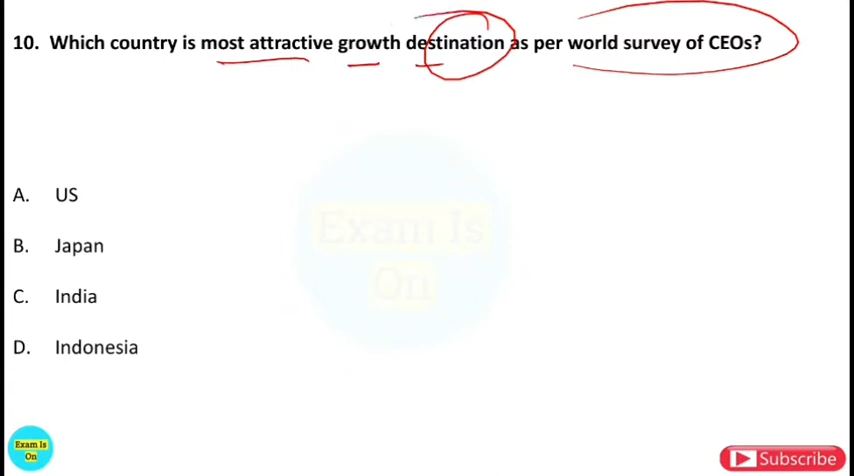 10. Which country is most attractive growth destination as per world survey of CEOs?
A. US
B. Japan
C. India
D. Indonesia
Exam Is
On
Exam Is
On
Subscribe